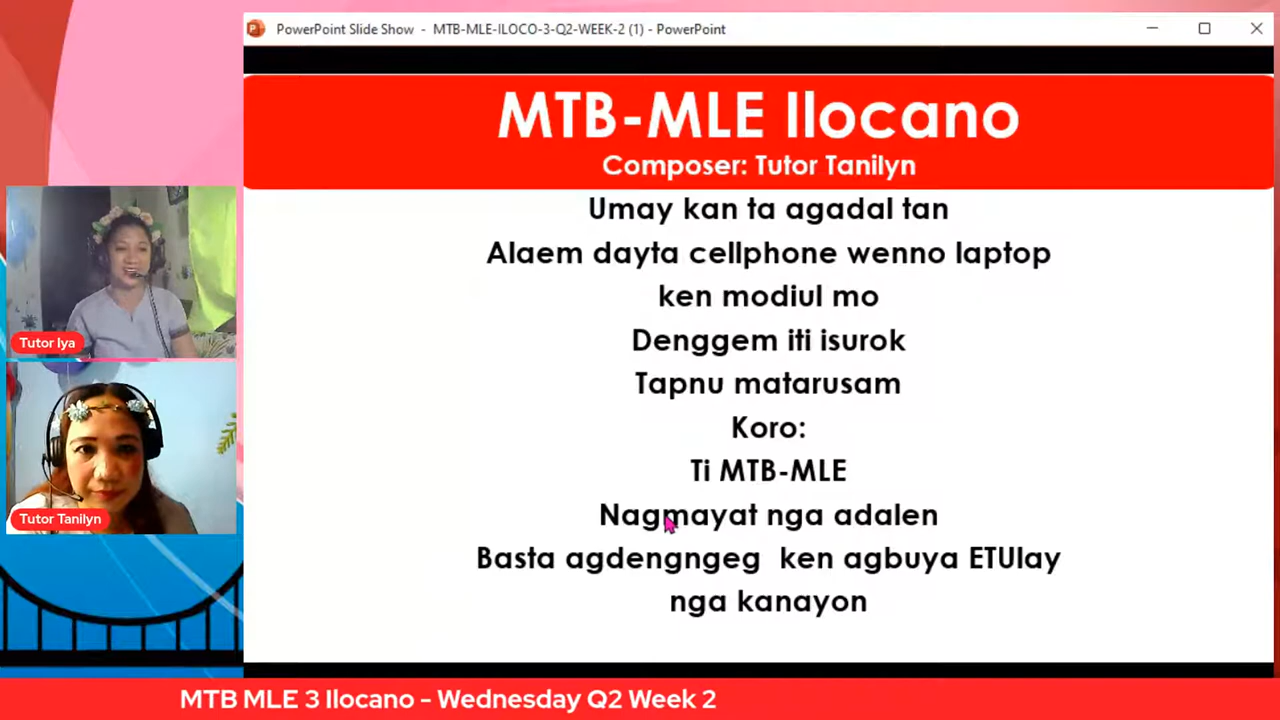 PowerPoint Slide Show - MTB-MLE-ILOCO-3-Q2-WEEK-2 (1) - PowerPoint
MTB-MLE Ilocano
Composer: Tutor Tanilyn
Umay kan ta agadal tan
Alaem dayta cellphone wenno laptop
ken modiul mo
Denggem iti isurok
Tapnu matarusam
Koro:
Ti MTB-MLE
Nagmayat nga adalen
Basta agdengngeg ken agbuya ETUlay
nga kanayon
Tutor Iya
Tutor Tanilyn
MTB MLE 3 Ilocano - Wednesday Q2 Week 2